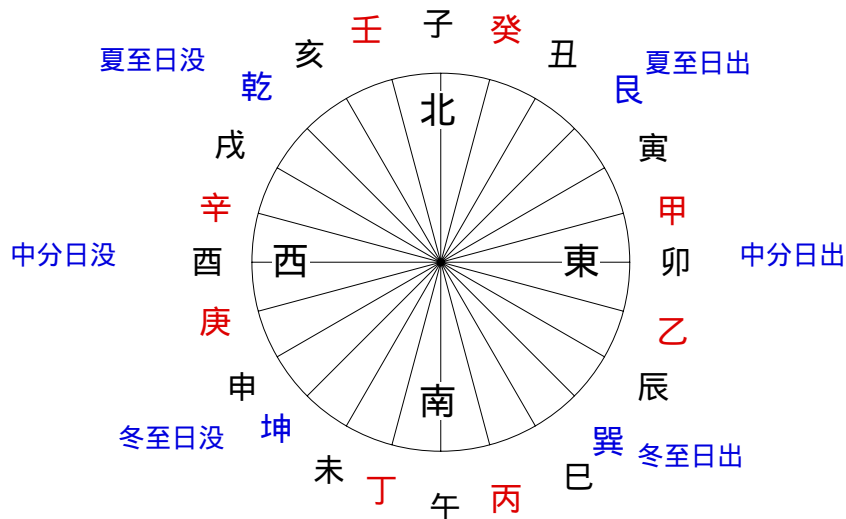 子
壬
癸
亥
丑
夏至日没
夏至日出
乾
艮
北
戌
寅
辛
甲
中分日没
酉
西
東
卯
中分日出
庚
乙
申
辰
南
冬至日没
坤
巽
冬至日出
未
巳
丁
丙
午